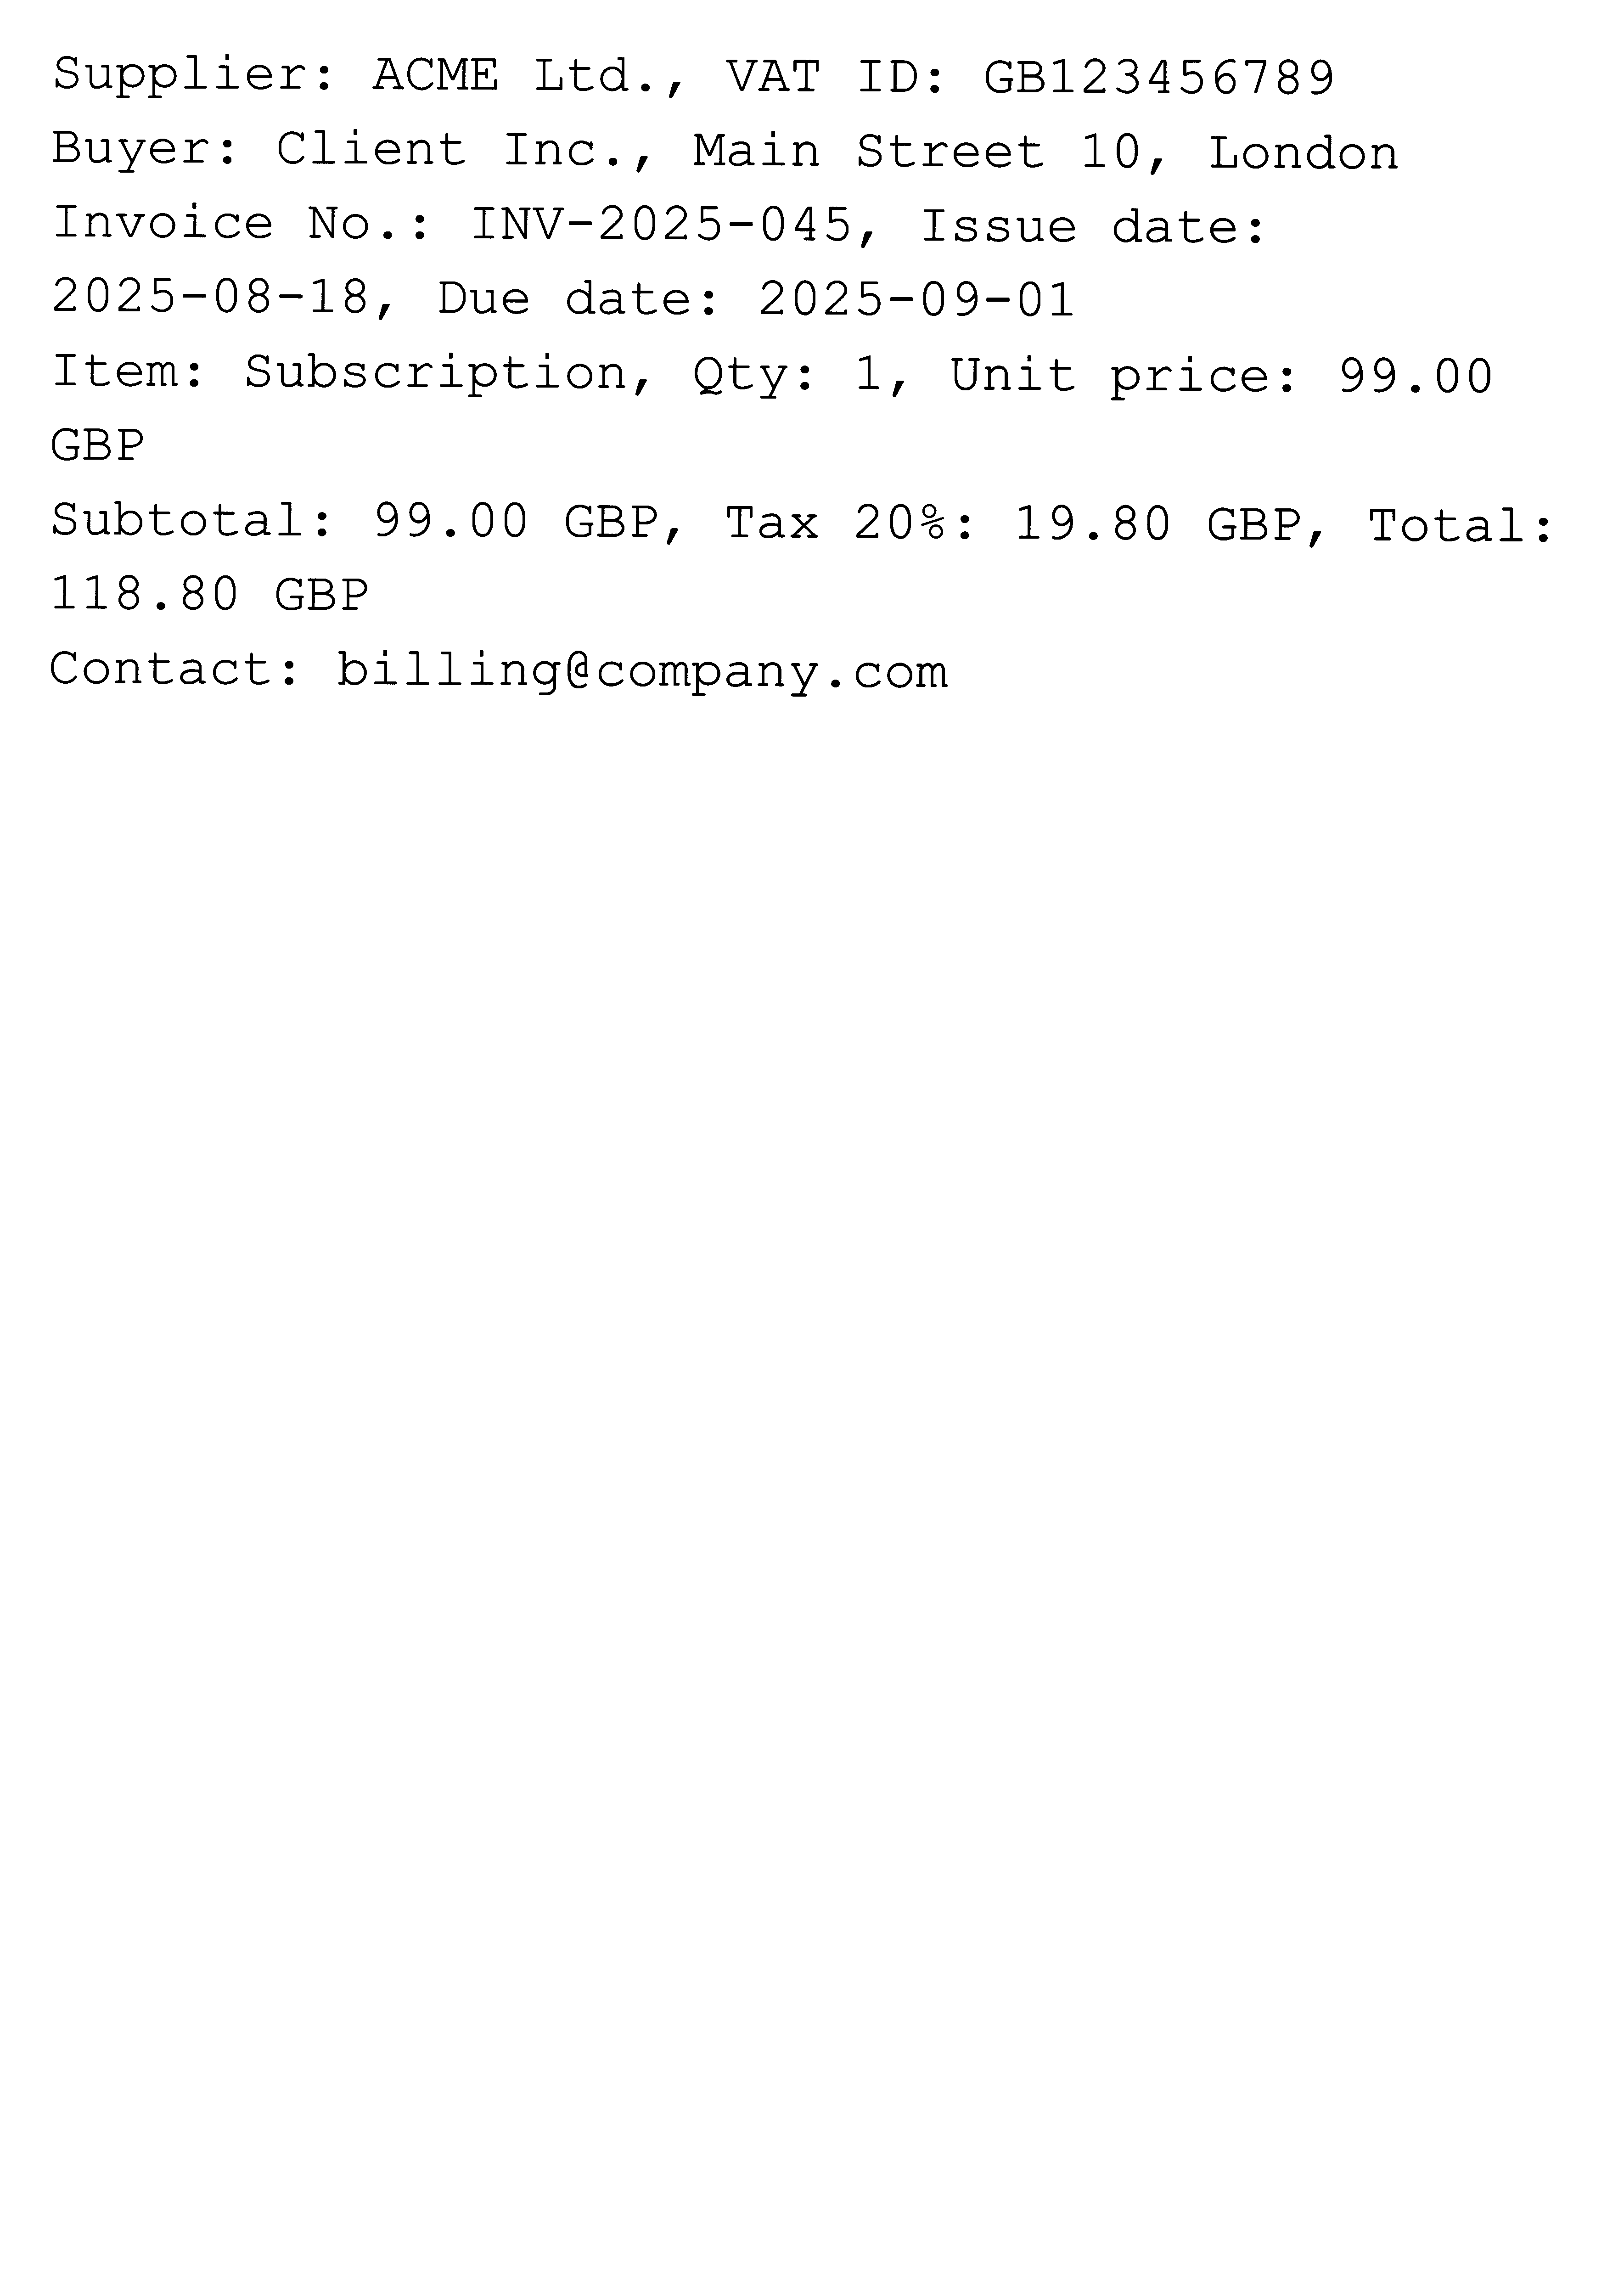 Supplier: ACME Ltd., VAT ID: GB123456789
Buyer: Client Inc., Main Street 10, London
Invoice No.: INV-2025-045, Issue date:
2025-08-18, Due date: 2025-09-01
Item: Subscription, Qty: 1, Unit price: 99.00
GBP
Subtotal: 99.00 GBP, Tax 20%: 19.80 GBP, Total:
118.80 GBP
Contact: billing@company.com